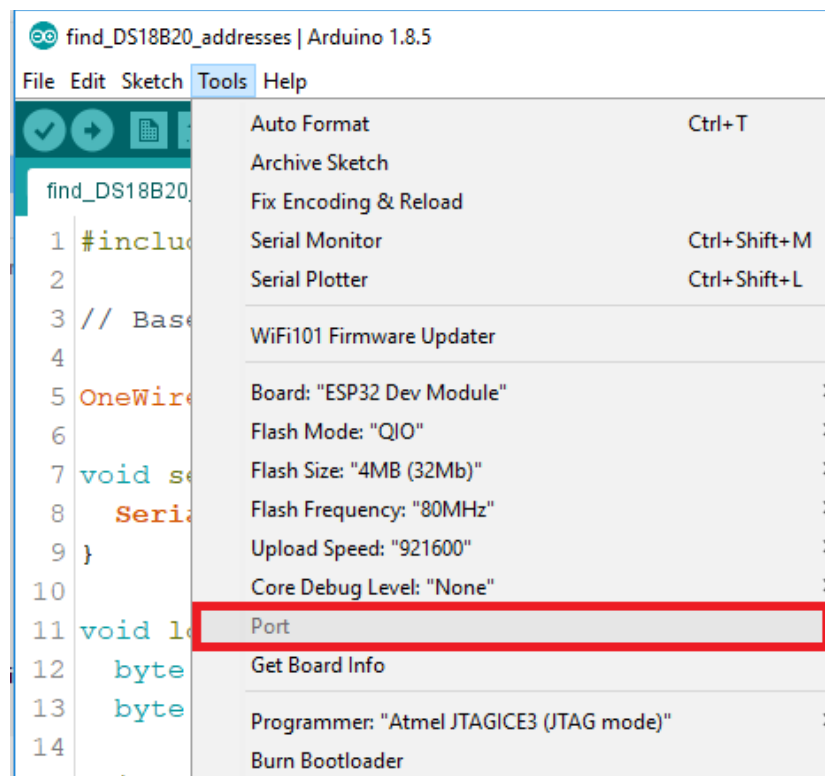 find_DS18B20_addresses | Arduino 1.8.5
File Edit Sketch Tools Help
Auto Format Ctrl+T
Archive Sketch
Fix Encoding & Reload
Serial Monitor Ctrl+Shift+M
Serial Plotter Ctrl+Shift+L
WiFi101 Firmware Updater
Board: "ESP32 Dev Module"
Flash Mode: "QIO"
Flash Size: "4MB (32Mb)"
Flash Frequency: "80MHz"
Upload Speed: "921600"
Core Debug Level: "None"
Port
Get Board Info
Programmer: "Atmel JTAGICE3 (JTAG mode)"
Burn Bootloader
find_DS18B20
1 #includ
2
3 // Base
4
5 OneWire
6
7 void se
8 Seria
9 }
10
11 void lo
12 byte
13 byte
14